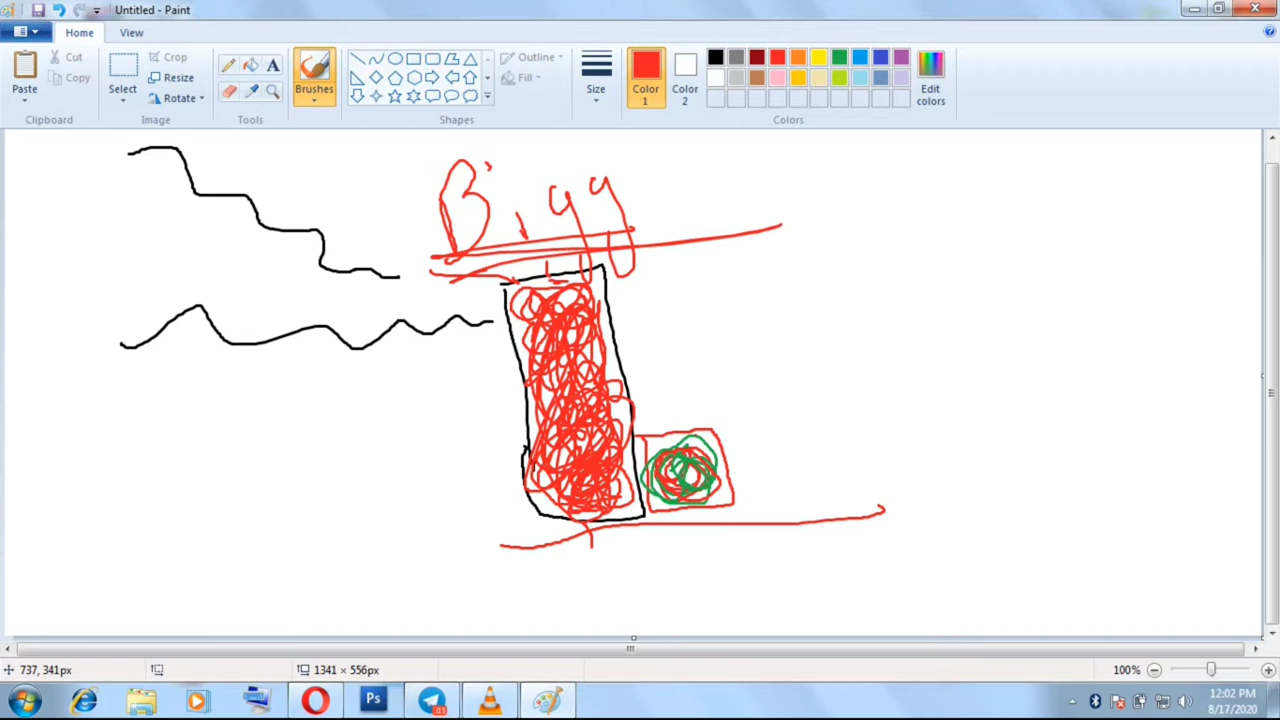 Untitled - Paint
Home View
Paste
Cut
Copy
Clipboard
Select
Crop
Resize
Rotate
Image
A
Tools
Brushes
Shapes
Outline
Fill
Size
Color 1
Color 2
Edit colors
Colors
737, 341px
1341 × 556px
100%
Ps
12:02 PM
8/17/2020